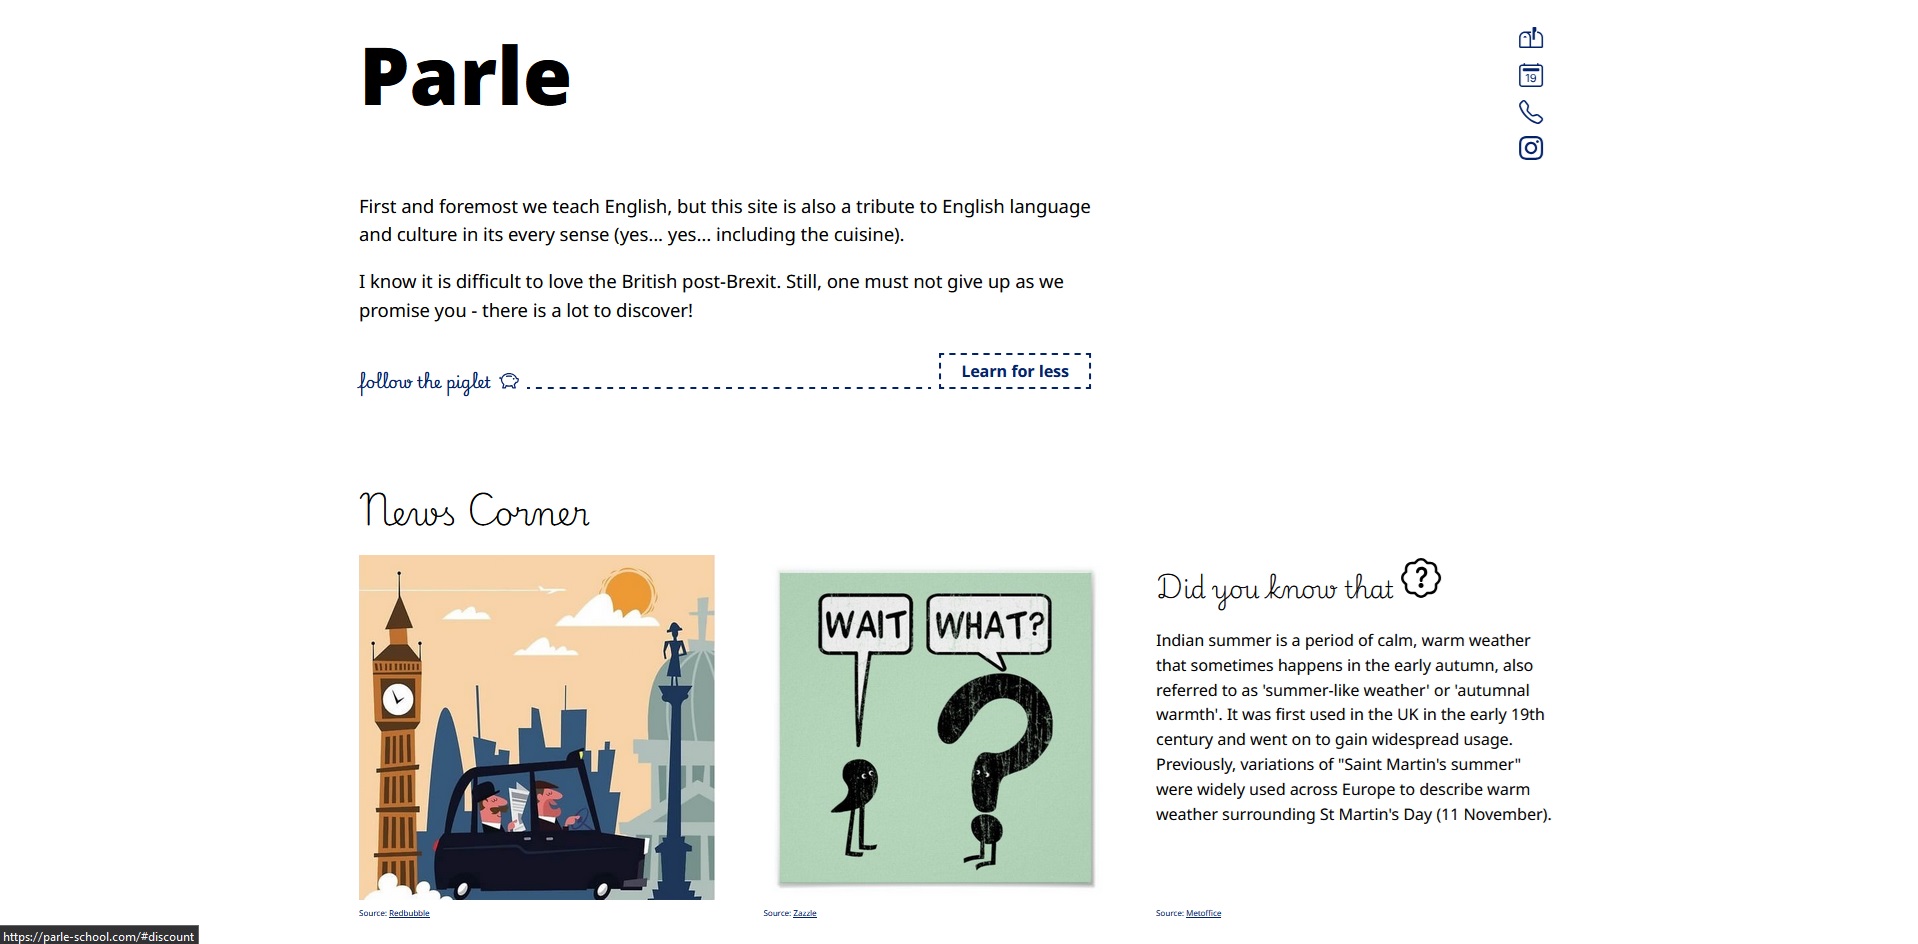 Parle
19
First and foremost we teach English, but this site is also a tribute to English language
and culture in its every sense (yes... yes... including the cuisine).
I know it is difficult to love the British post-Brexit. Still, one must not give up as we
promise you - there is a lot to discover!
follow the piglet
Learn for less
News Corner
WAIT
WHAT?
Did you know that
?
Indian summer is a period of calm, warm weather
that sometimes happens in the early autumn, also
referred to as 'summer-like weather' or 'autumnal
warmth'. It was first used in the UK in the early 19th
century and went on to gain widespread usage.
Previously, variations of "Saint Martin's summer"
were widely used across Europe to describe warm
weather surrounding St Martin's Day (11 November).
Source: Redbubble
Source: Zazzle
Source: Metoffice
https://parle-school.com/#discount